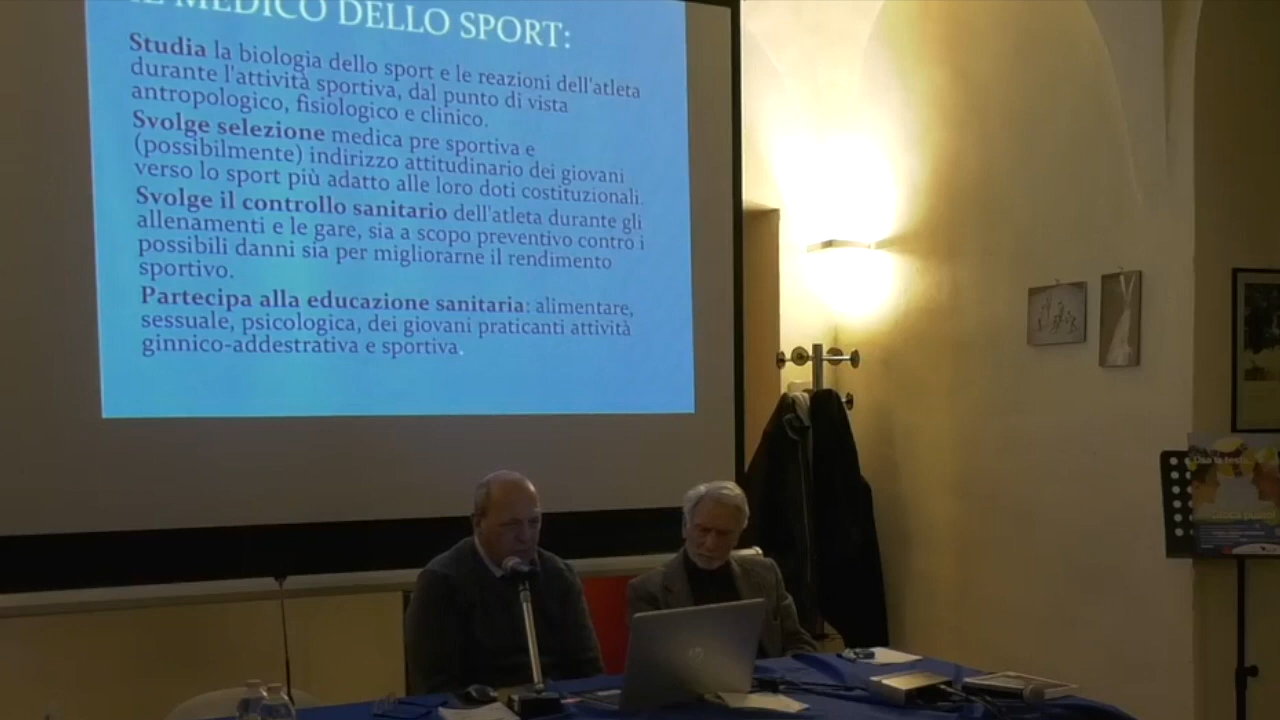 IL MEDICO DELLO SPORT:
Studia la biologia dello sport e le reazioni dell'atleta
durante l'attività sportiva, dal punto di vista
antropologico, fisiologico e clinico.
Svolge selezione medica pre sportiva e
(possibilmente) indirizzo attitudinario dei giovani
verso lo sport più adatto alle loro doti costituzionali.
Svolge il controllo sanitario dell'atleta durante gli
allenamenti e le gare, sia a scopo preventivo contro i
possibili danni sia per migliorarne il rendimento
sportivo.
Partecipa alla educazione sanitaria: alimentare,
sessuale, psicologica, dei giovani praticanti attività
ginnico-addestrativa e sportiva.
hp